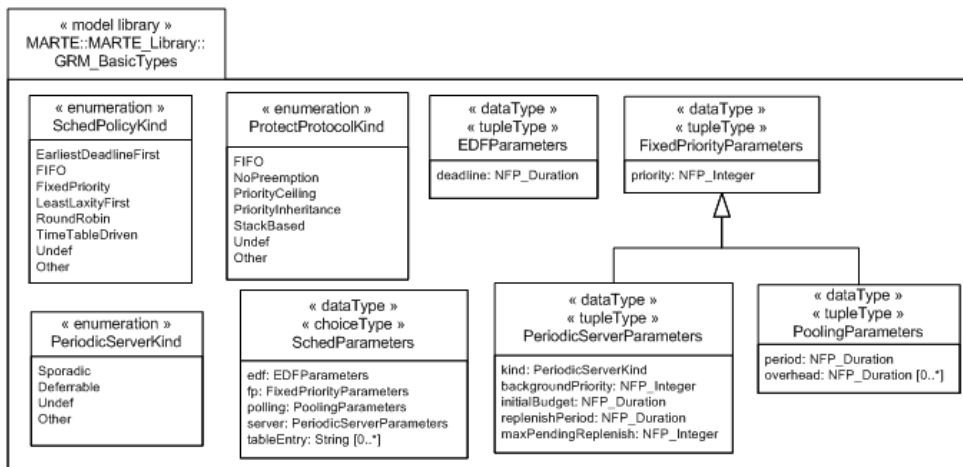 « model library »
MARTE::MARTE_Library::
GRM_BasicTypes
« enumeration »
SchedPolicyKind
EarliestDeadlineFirst
FIFO
FixedPriority
LeastLaxityFirst
RoundRobin
TimeTableDriven
Undef
Other
« enumeration »
ProtectProtocolKind
FIFO
NoPreemption
PriorityCeiling
PriorityInheritance
StackBased
Undef
Other
« dataType »
« tupleType »
EDFParameters
deadline: NFP_Duration
« dataType »
« tupleType »
FixedPriorityParameters
priority: NFP_Integer
« enumeration »
PeriodicServerKind
Sporadic
Deferrable
Undef
Other
« dataType »
« choiceType »
SchedParameters
edf: EDFParameters
fp: FixedPriorityParameters
polling: PoolingParameters
server: PeriodicServerParameters
tableEntry: String [0..*]
« dataType »
« tupleType »
PeriodicServerParameters
kind: PeriodicServerKind
backgroundPriority: NFP_Integer
initialBudget: NFP_Duration
replenishPeriod: NFP_Duration
maxPendingReplenish: NFP_Integer
« dataType »
« tupleType »
PoolingParameters
period: NFP_Duration
overhead: NFP_Duration [0..*]